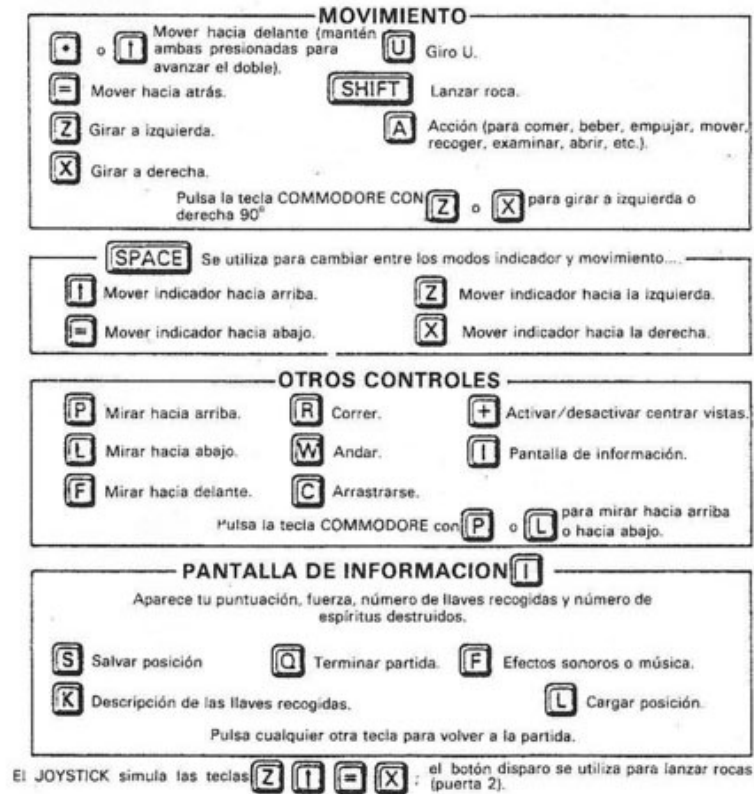 MOVIMIENTO
• o ↑ Mover hacia delante (mantén
ambas presionadas para
avanzar el doble).
U Giro U.
= Mover hacia atrás.
SHIFT Lanzar roca.
Z Girar a izquierda.
A Acción (para comer, beber, empujar, mover,
recoger, examinar, abrir, etc.).
X Girar a derecha.
Pulsa la tecla COMMODORE CON Z o X para girar a izquierda o
derecha 90°
SPACE Se utiliza para cambiar entre los modos indicador y movimiento....
↑ Mover indicador hacia arriba.
Z Mover indicador hacia la izquierda.
= Mover indicador hacia abajo.
X Mover indicador hacia la derecha.
OTROS CONTROLES
P Mirar hacia arriba.
R Correr.
+ Activar/desactivar centrar vistas.
L Mirar hacia abajo.
W Andar.
I Pantalla de información.
F Mirar hacia delante.
C Arrastrarse.
Pulsa la tecla COMMODORE con P o L para mirar hacia arriba
o hacia abajo.
PANTALLA DE INFORMACION I
Aparece tu puntuación, fuerza, número de llaves recogidas y número de
espíritus destruidos.
S Salvar posición
Q Terminar partida.
F Efectos sonoros o música.
K Descripción de las llaves recogidas.
L Cargar posición.
Pulsa cualquier otra tecla para volver a la partida.
El JOYSTICK simula las teclas Z ↑ = X ; el botón disparo se utiliza para lanzar rocas
(puerta 2).